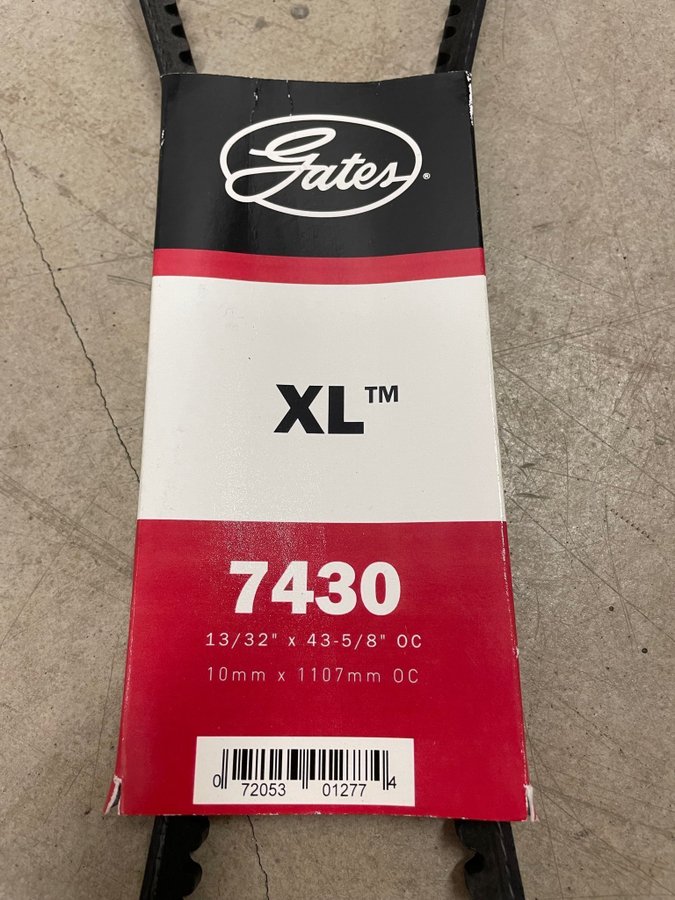 Gates®
XL™
7430
13/32" x 43-5/8" OC
10mm x 1107mm OC
0 72053 01277 4